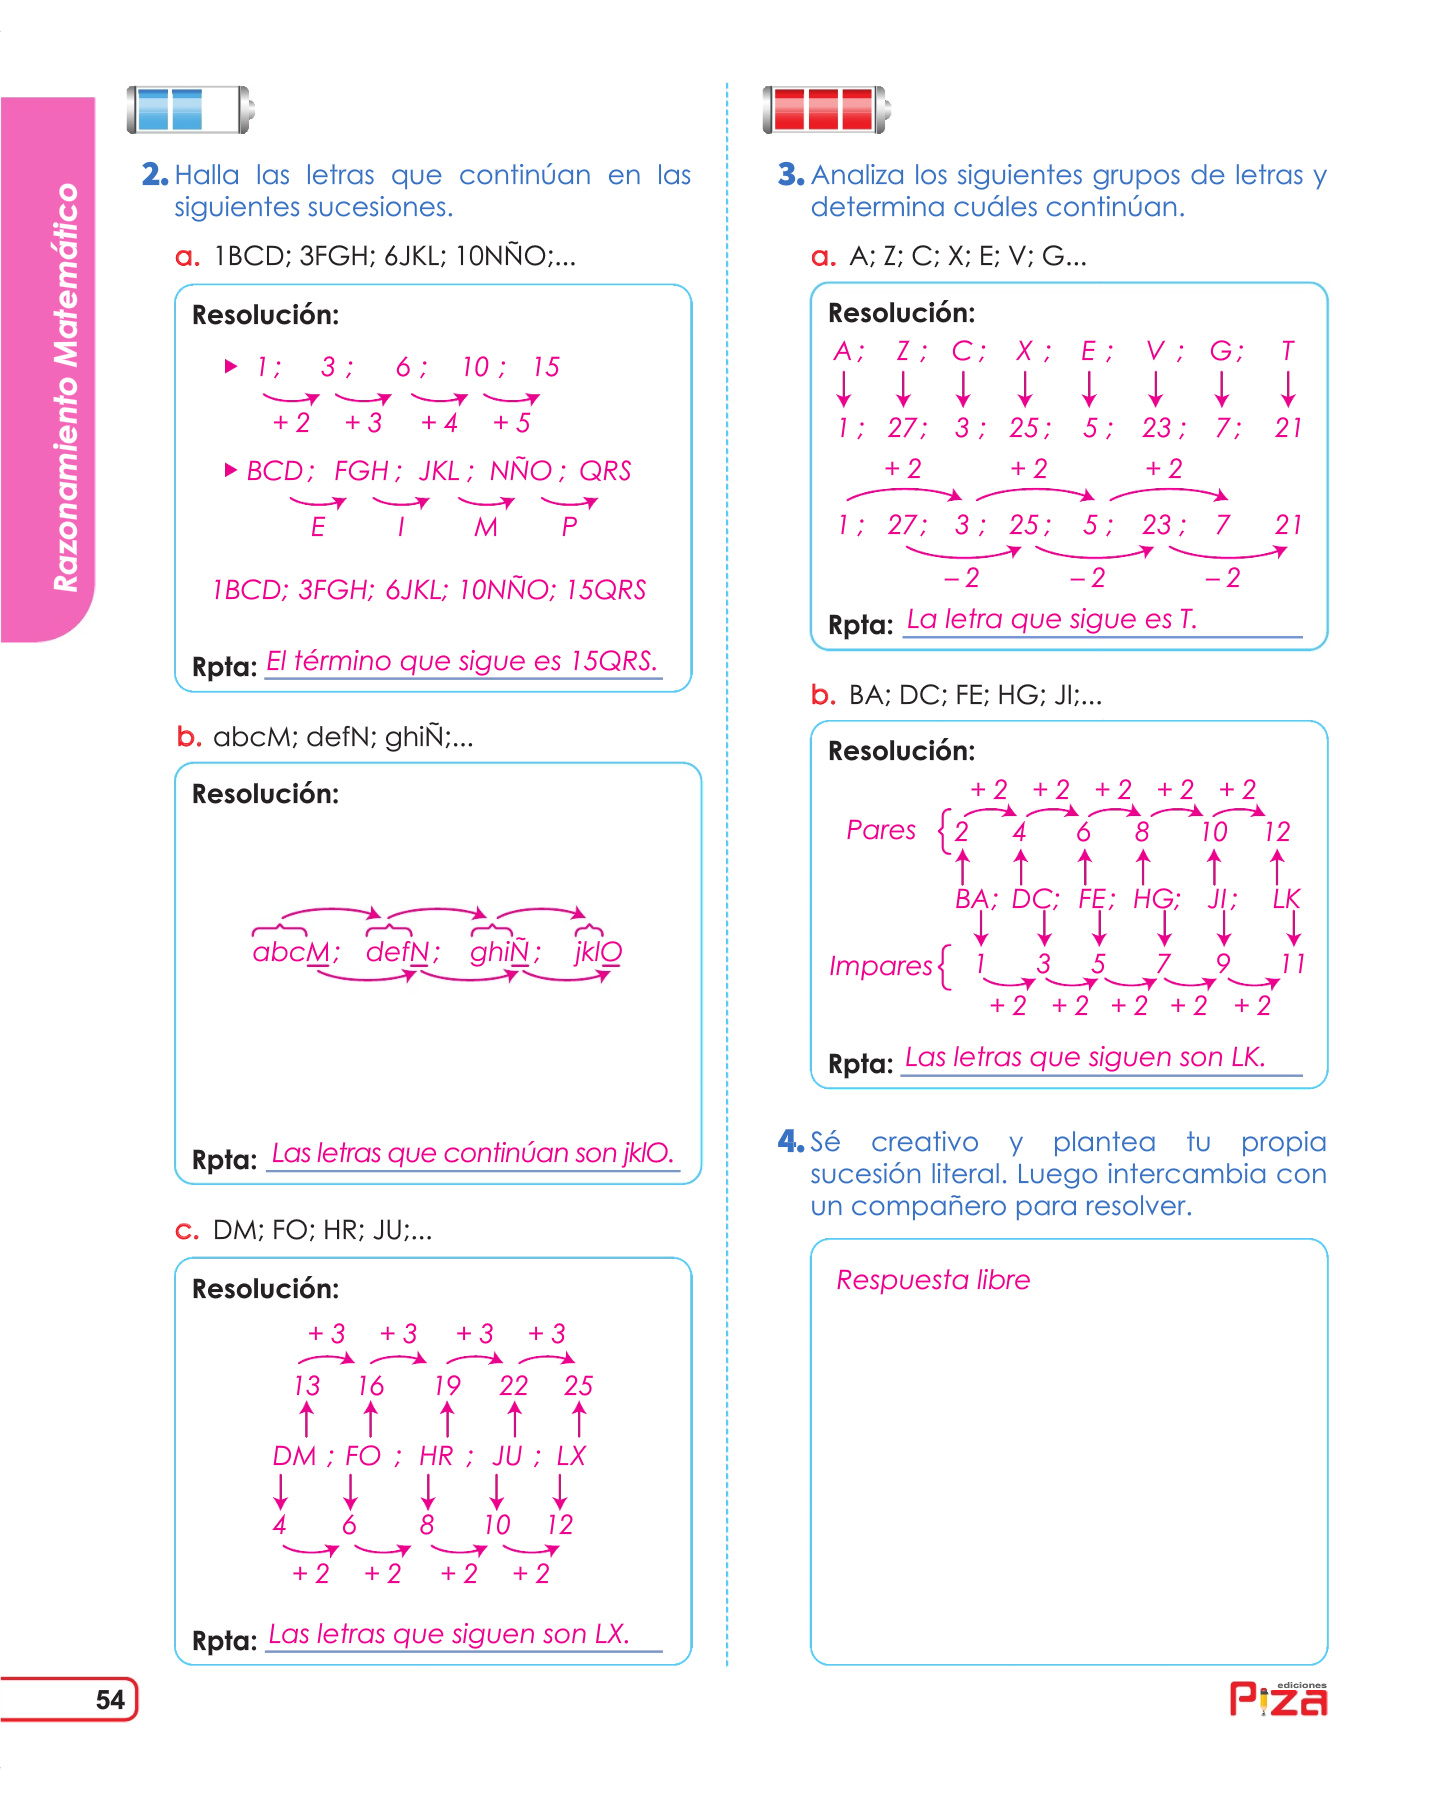 Razonamiento Matemático
2. Halla las letras que continúan en las
siguientes sucesiones.
a. 1BCD; 3FGH; 6JKL; 10NÑO;...
Resolución:
1 ; 3 ; 6 ; 10 ; 15
+ 2 + 3 + 4 + 5
BCD ; FGH ; JKL ; NÑO ; QRS
E I M P
1BCD; 3FGH; 6JKL; 10NÑO; 15QRS
Rpta: El término que sigue es 15QRS.
b. abcM; defN; ghiÑ;...
Resolución:
abcM ; defN ; ghiÑ ; jklO
Rpta: Las letras que continúan son jklO.
c. DM; FO; HR; JU;...
Resolución:
+ 3 + 3 + 3 + 3
13 16 19 22 25
DM ; FO ; HR ; JU ; LX
4 6 8 10 12
+ 2 + 2 + 2 + 2
Rpta: Las letras que siguen son LX.
3. Analiza los siguientes grupos de letras y
determina cuáles continúan.
a. A; Z; C; X; E; V; G...
Resolución:
A ; Z ; C ; X ; E ; V ; G ; T
1 ; 27 ; 3 ; 25 ; 5 ; 23 ; 7 ; 21
+ 2 + 2 + 2
1 ; 27 ; 3 ; 25 ; 5 ; 23 ; 7 21
– 2 – 2 – 2
Rpta: La letra que sigue es T.
b. BA; DC; FE; HG; JI;...
Resolución:
+ 2 + 2 + 2 + 2 + 2
Pares { 2 4 6 8 10 12
BA; DC; FE; HG; JI; LK
Impares { 1 3 5 7 9 11
+ 2 + 2 + 2 + 2 + 2
Rpta: Las letras que siguen son LK.
4. Sé creativo y plantea tu propia
sucesión literal. Luego intercambia con
un compañero para resolver.
Respuesta libre
54
ediciones
Piza